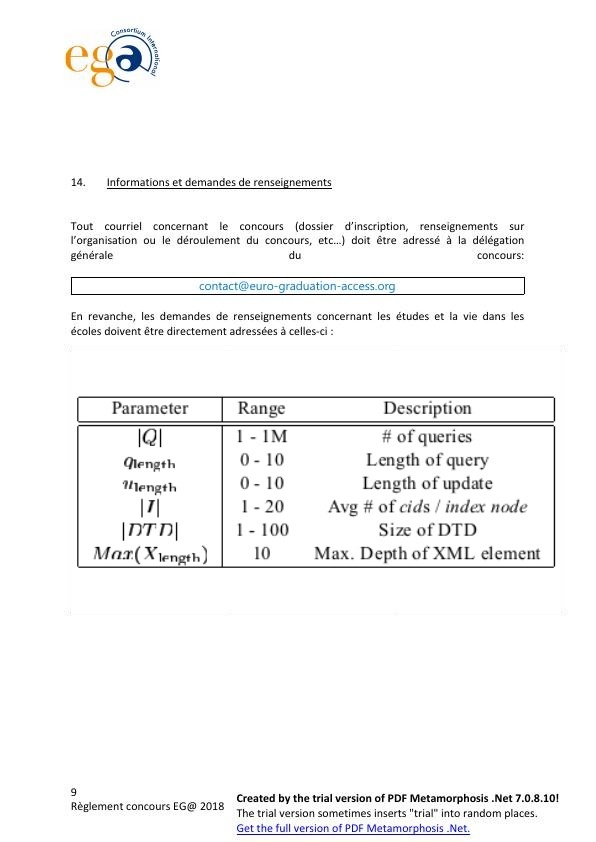 Consortium International
ega
14. Informations et demandes de renseignements
Tout courriel concernant le concours (dossier d’inscription, renseignements sur
l’organisation ou le déroulement du concours, etc…) doit être adressé à la délégation
générale du concours:
contact@euro-graduation-access.org
En revanche, les demandes de renseignements concernant les études et la vie dans les
écoles doivent être directement adressées à celles-ci :
Parameter Range Description
|Q| 1 - 1M # of queries
qlength 0 - 10 Length of query
ulength 0 - 10 Length of update
|I| 1 - 20 Avg # of cids / index node
|DTD| 1 - 100 Size of DTD
Max(Xlength) 10 Max. Depth of XML element
9
Règlement concours EG@ 2018
Created by the trial version of PDF Metamorphosis .Net 7.0.8.10!
The trial version sometimes inserts "trial" into random places.
Get the full version of PDF Metamorphosis .Net.